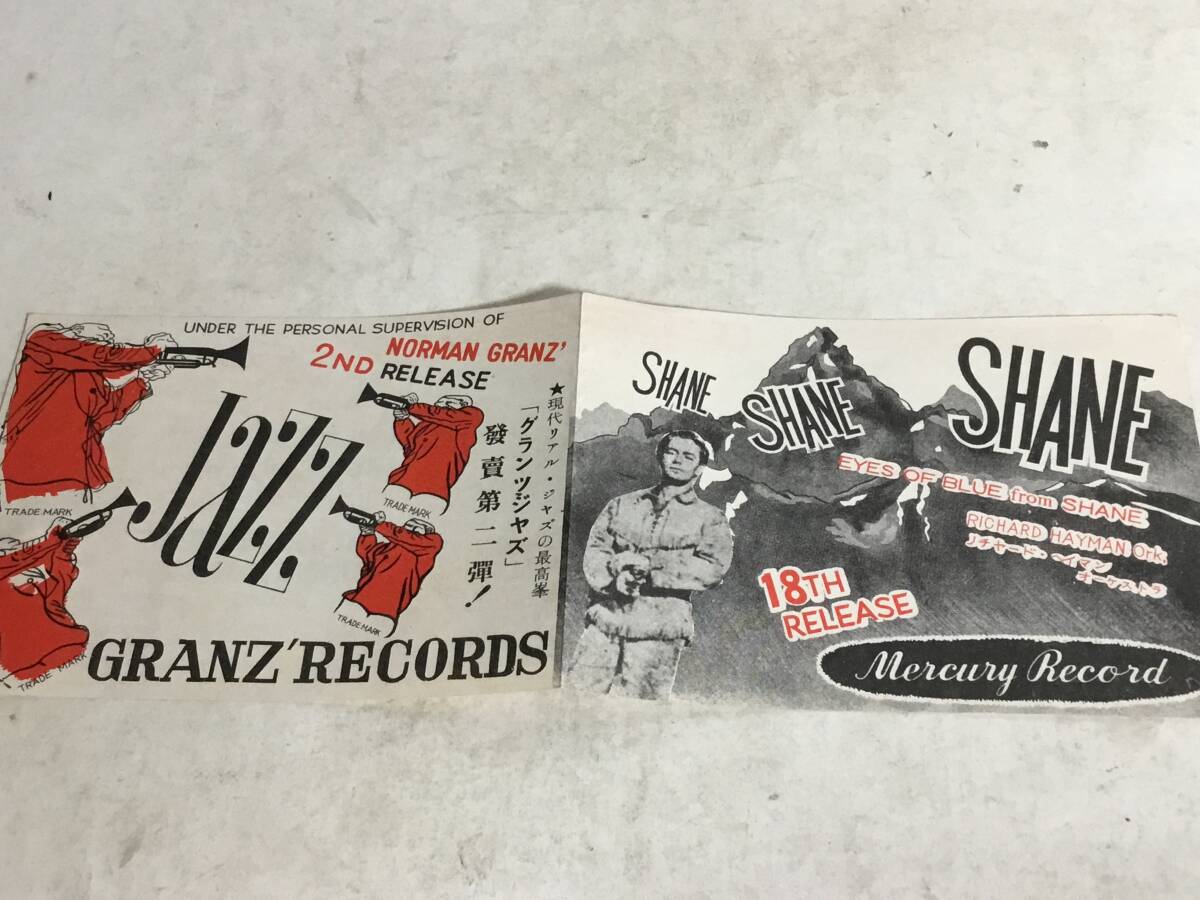 UNDER THE PERSONAL SUPERVISION OF
NORMAN GRANZ'
2ND RELEASE
JaZZ
★現代リアル・ジャズの最高峯
「グランツジャズ」
發賣第二彈!
TRADE MARK
TRADE MARK
TRADE MARK
TRADE MARK
GRANZ'RECORDS
SHANE
SHANE
SHANE
EYES OF BLUE from SHANE
RICHARD HAYMAN Ork.
リチャード・ヘイマン
オーケストラ
18TH
RELEASE
Mercury Record